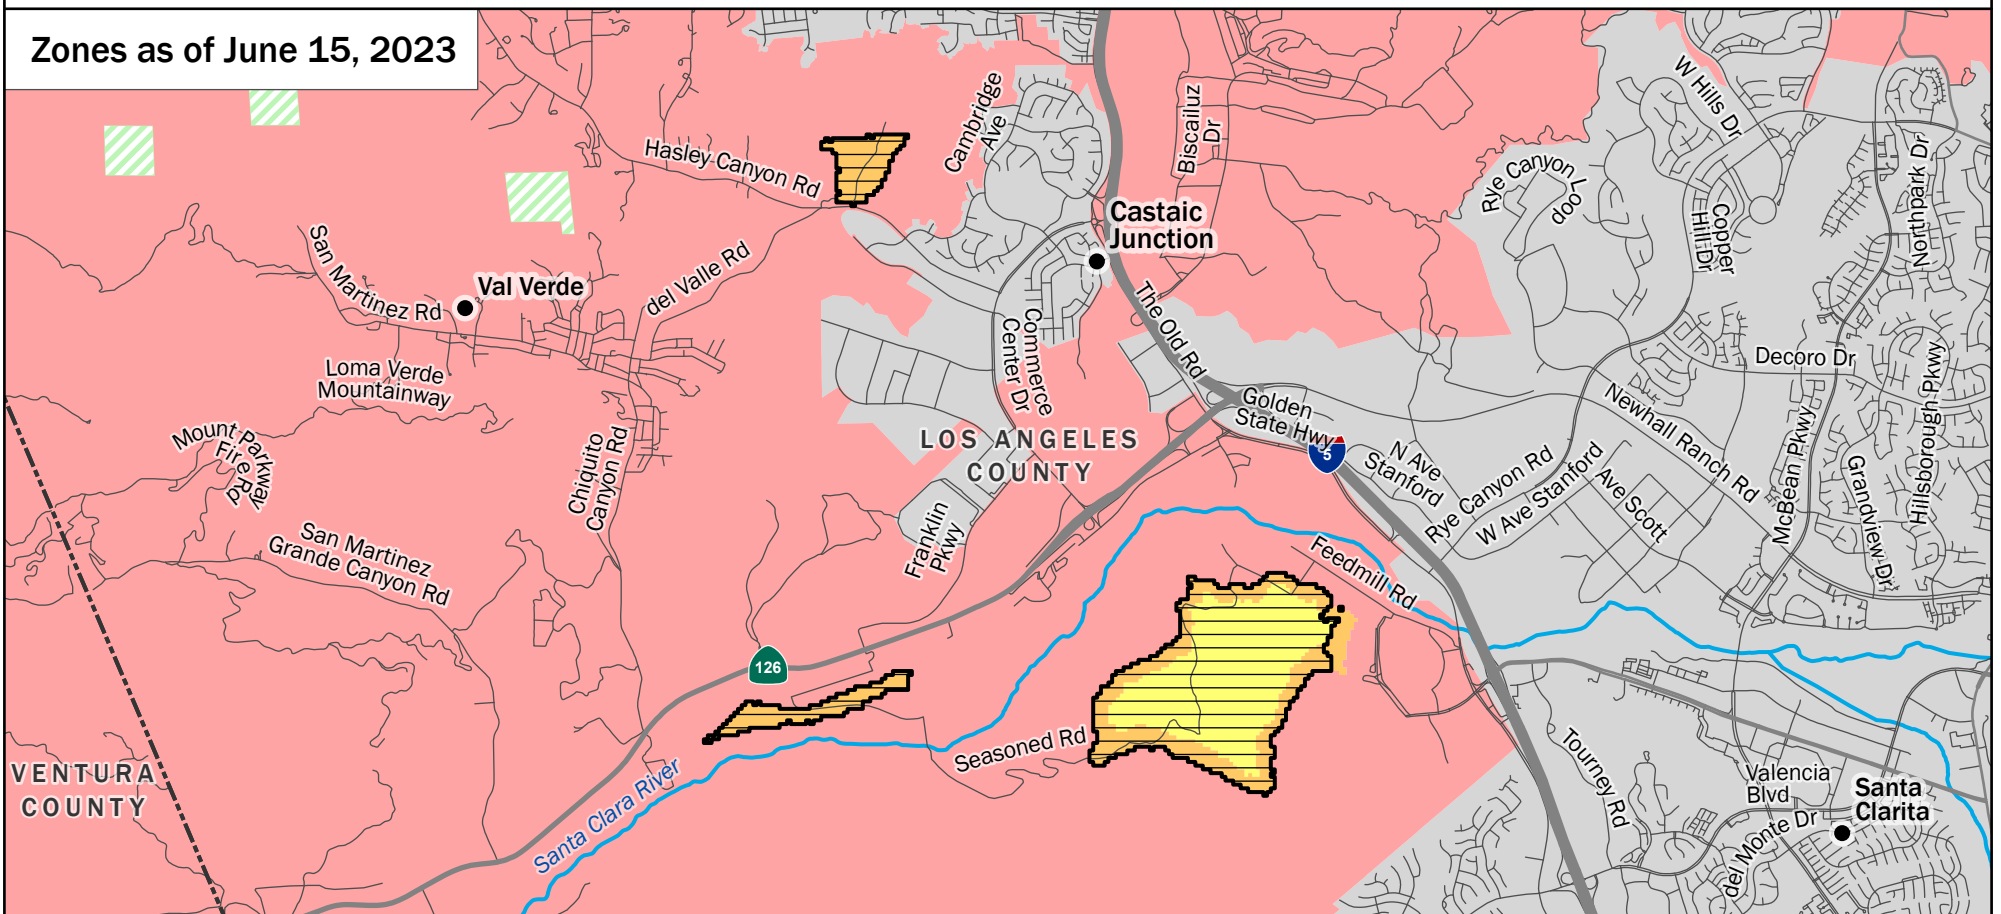 Zones as of June 15, 2023
Hasley Canyon Rd
Cambridge
Ave
Biscailuz
Dr
W Hills Dr
Rye Canyon Loop
Copper
Hill Dr
Northpark Dr
Castaic
Junction
San Martinez Rd
Val Verde
del Valle Rd
The Old Rd
Commerce
Center Dr
Loma Verde
Mountainway
Decoro Dr
Hillsborough Pkwy
Golden
State Hwy
5
Newhall Ranch Rd
McBean Pkwy
Grandview Dr
Mount Parkway
Fire Rd
Chiquito
Canyon Rd
LOS ANGELES
COUNTY
N Ave
Stanford
Rye Canyon Rd
W Ave Stanford
Ave Scott
San Martinez
Grande Canyon Rd
Franklin
Pkwy
Feedmill Rd
126
Seasoned Rd
Santa Clara River
VENTURA
COUNTY
Tourney Rd
Valencia
Blvd
del Monte Dr
Santa
Clarita